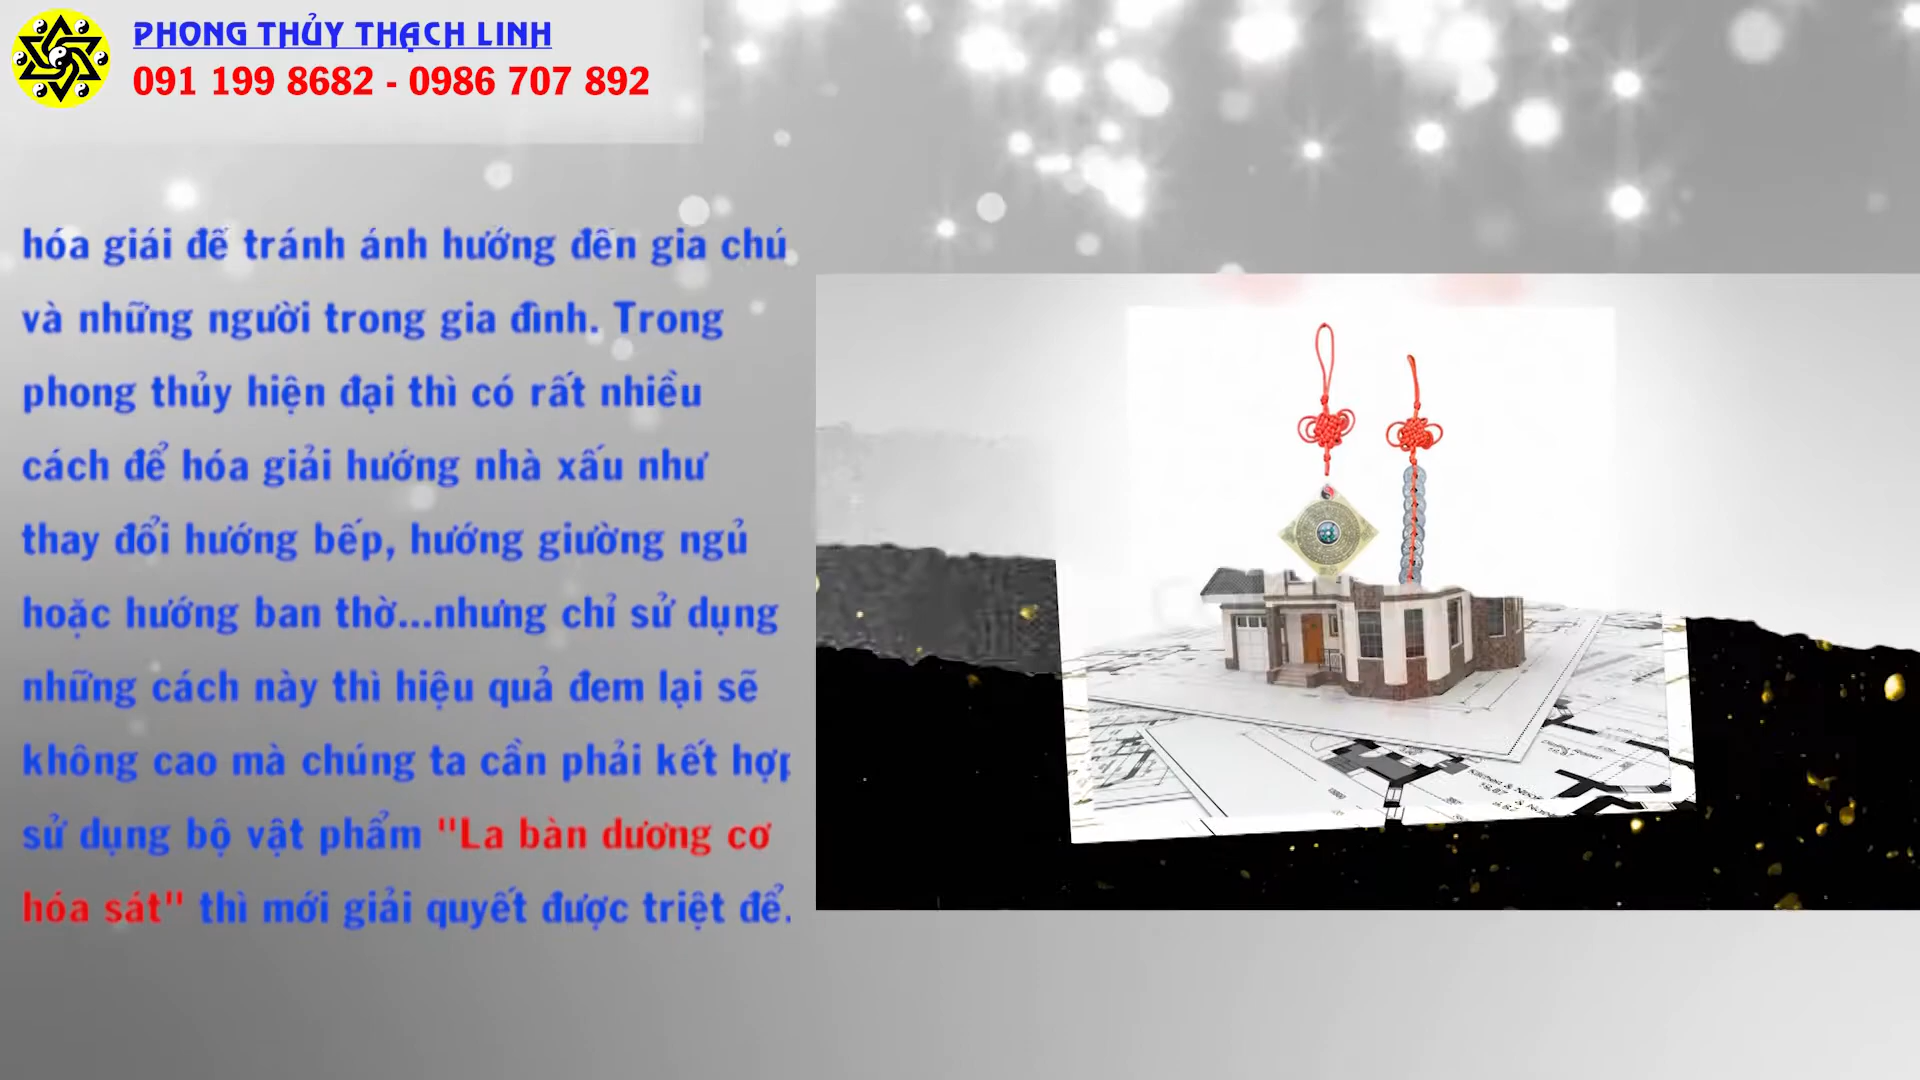 PHONG THỦY THẠCH LINH
091 199 8682 - 0986 707 892
hóa giải để tránh ảnh hưởng đến gia chủ
và những người trong gia đình. Trong
phong thủy hiện đại thì có rất nhiều
cách để hóa giải hướng nhà xấu như
thay đổi hướng bếp, hướng giường ngủ
hoặc hướng ban thờ...nhưng chỉ sử dụng
những cách này thì hiệu quả đem lại sẽ
không cao mà chúng ta cần phải kết hợp
sử dụng bộ vật phẩm "La bàn dương cơ
hóa sát" thì mới giải quyết được triệt để.